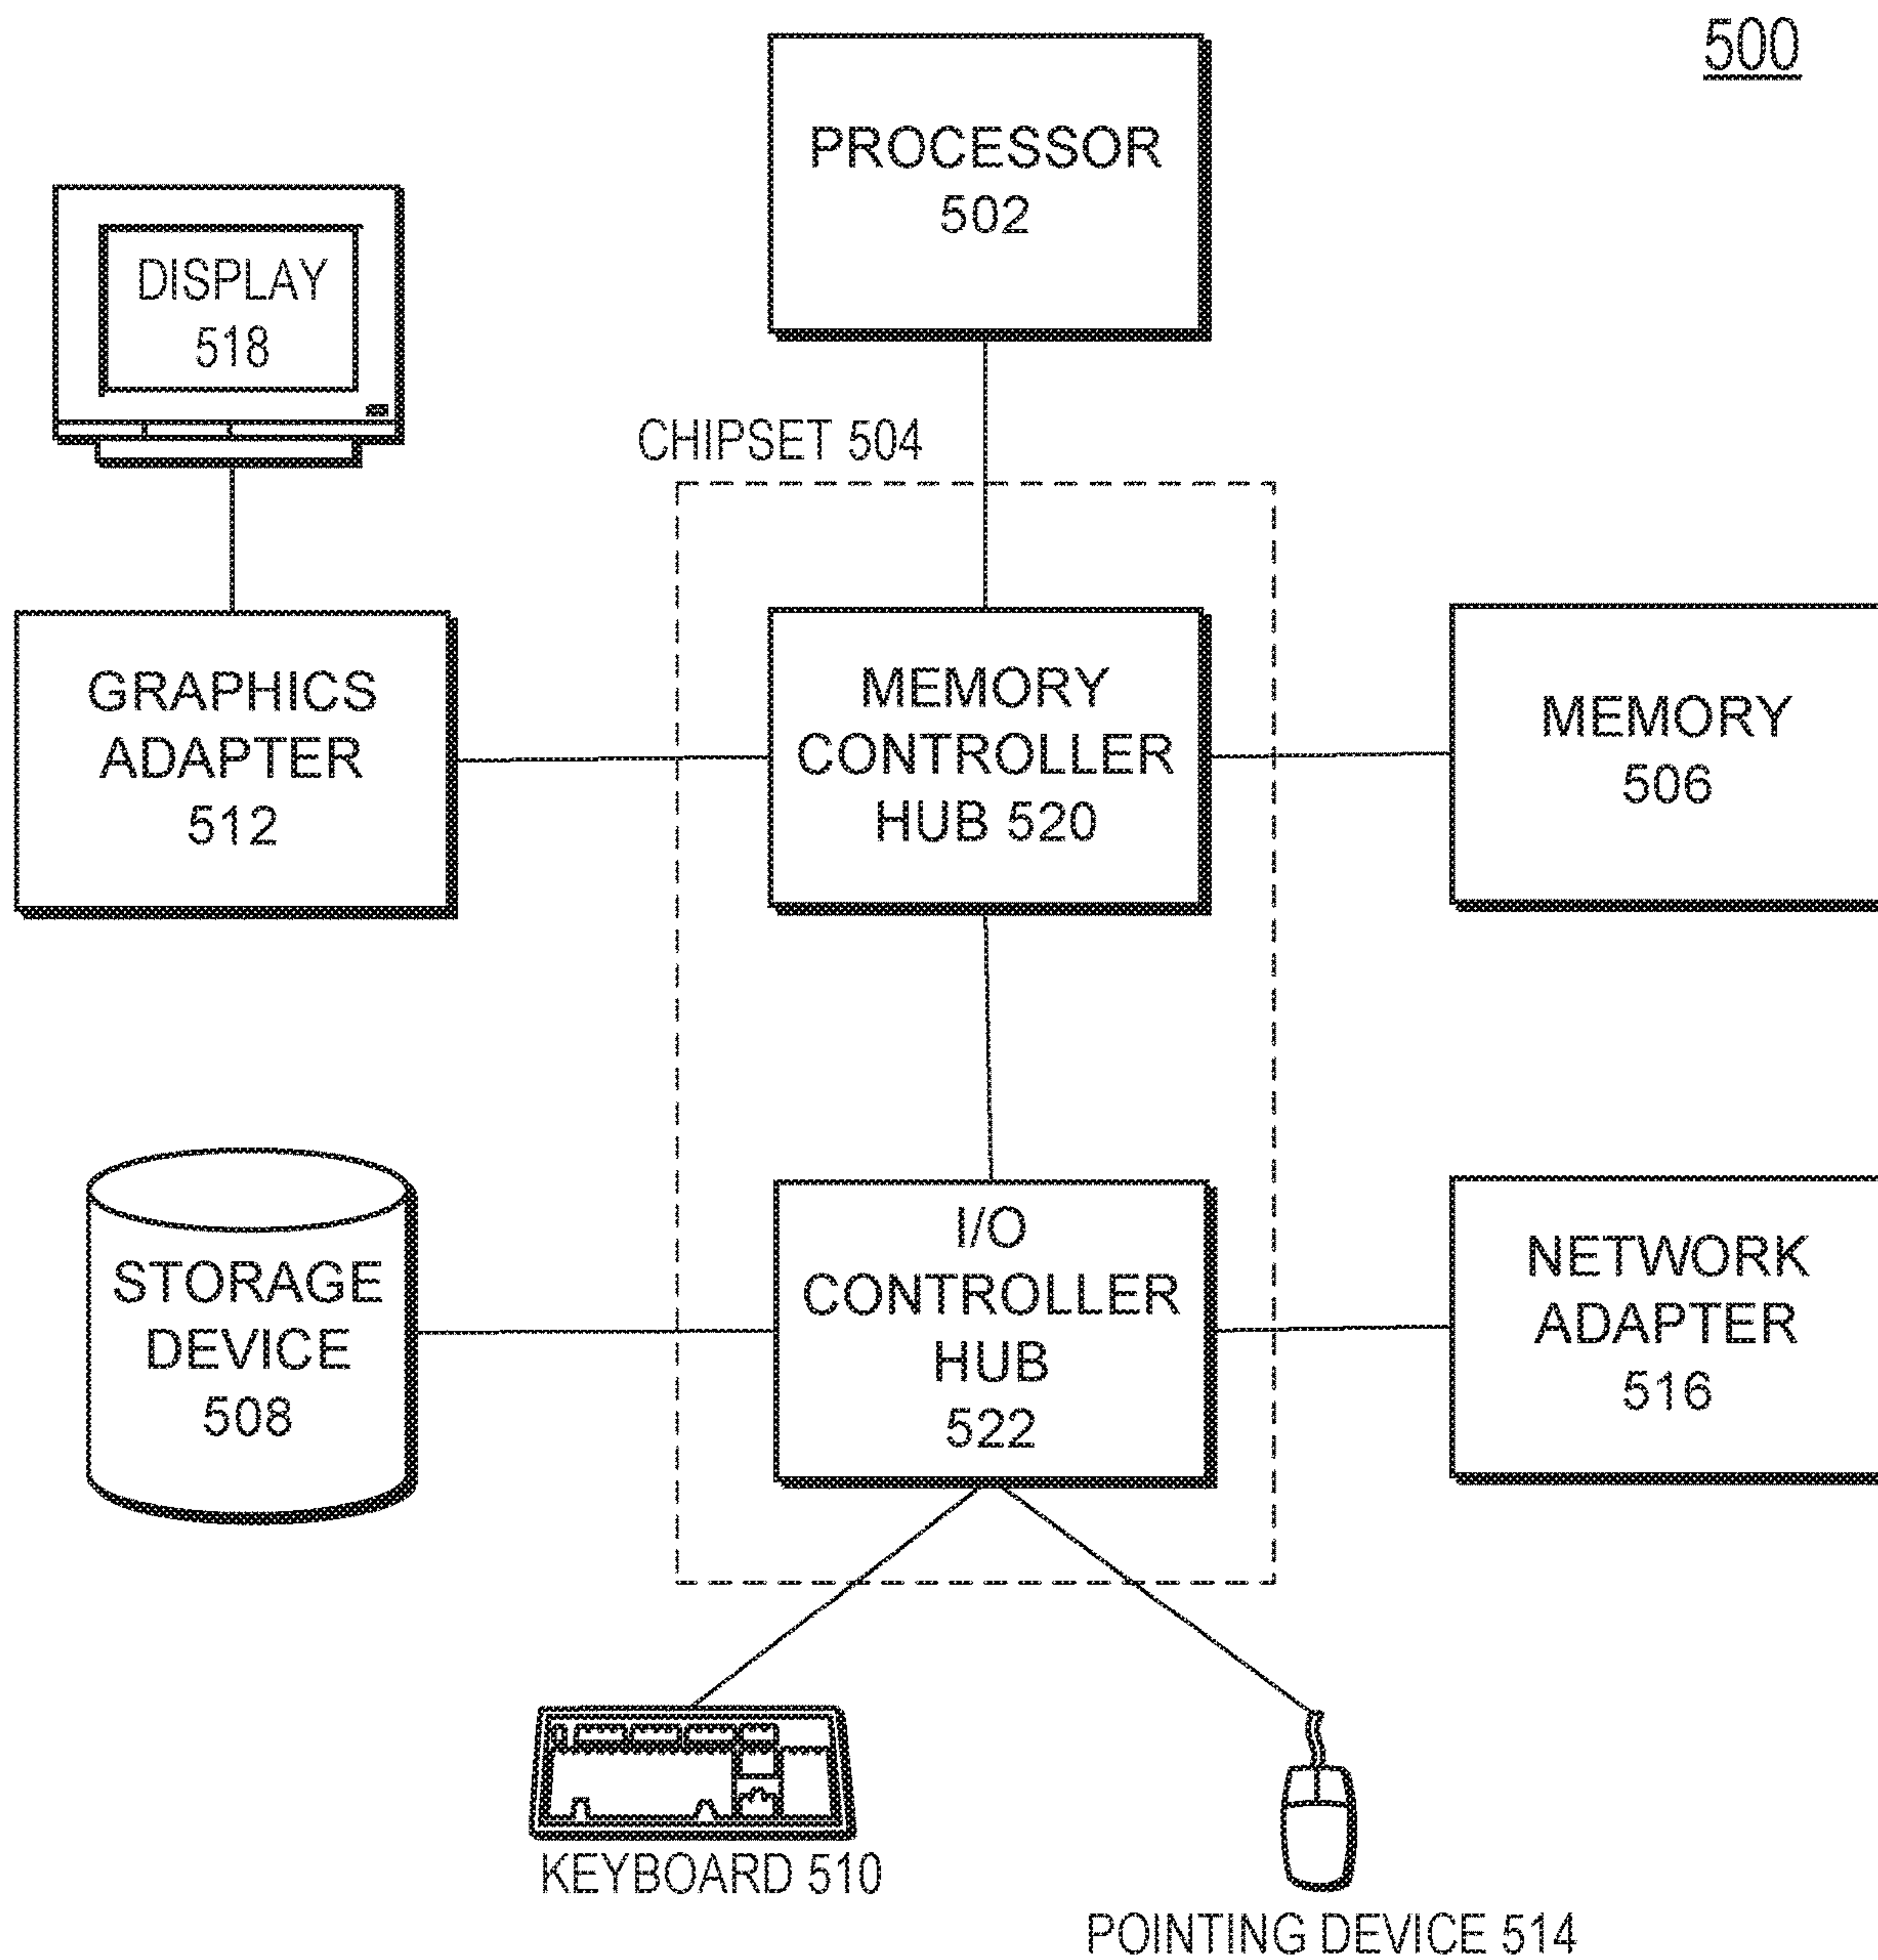 500
PROCESSOR
502
DISPLAY
518
CHIPSET 504
GRAPHICS
ADAPTER
512
MEMORY
CONTROLLER
HUB 520
MEMORY
506
STORAGE
DEVICE
508
I/O
CONTROLLER
HUB
522
NETWORK
ADAPTER
516
KEYBOARD 510
POINTING DEVICE 514